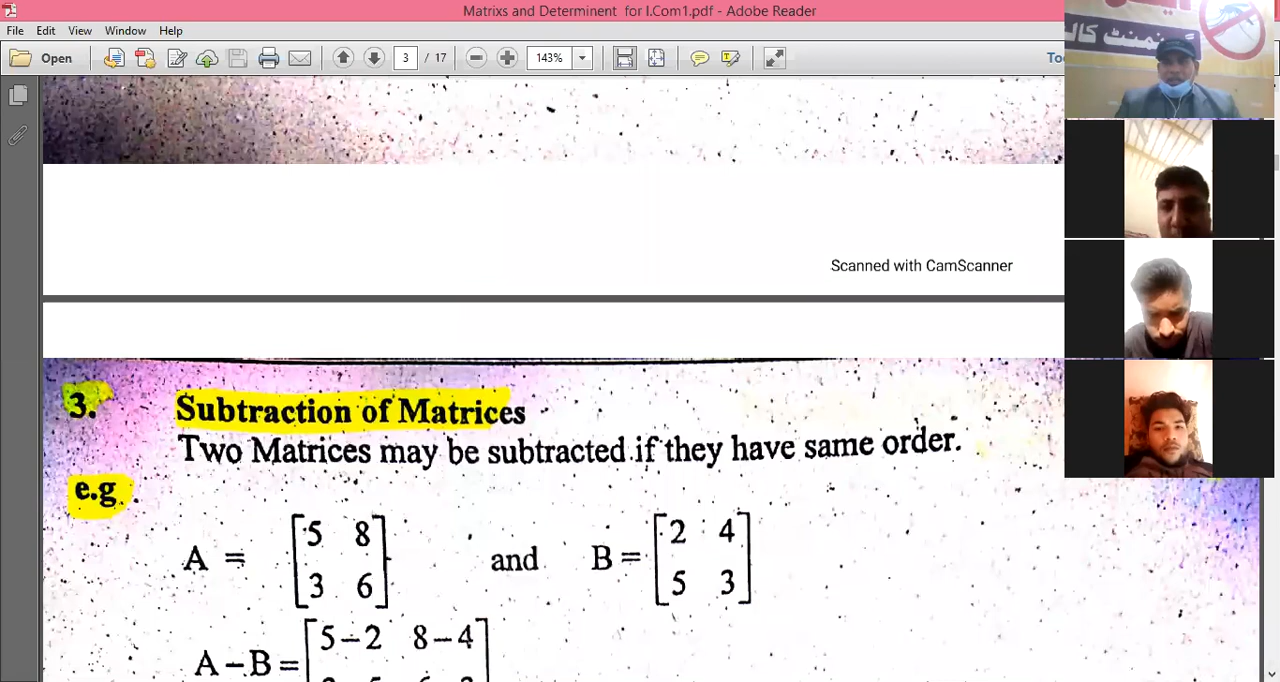 Matrixs and Determinent for I.Com1.pdf - Adobe Reader
File Edit View Window Help
Open 3 / 17 143%
Scanned with CamScanner
3. Subtraction of Matrices
Two Matrices may be subtracted if they have same order.
e.g
A = [5 8
3 6] and B = [2 4
5 3]
A – B = [5 – 2 8 – 4